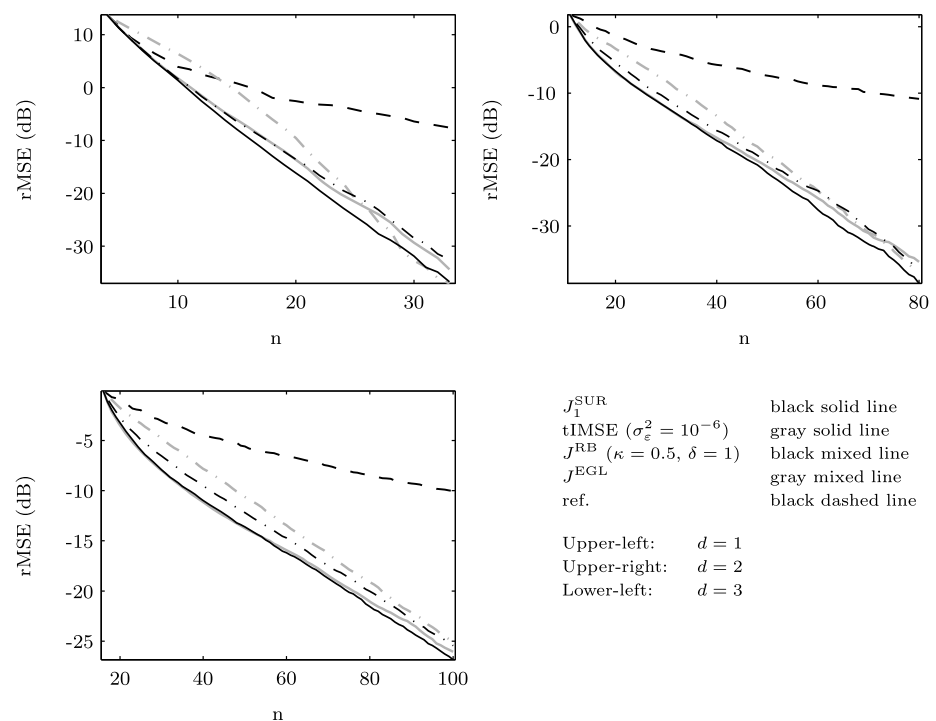 10
0
-10
-20
-30
rMSE (dB)
10 20 30
n
0
-10
-20
-30
rMSE (dB)
20 40 60 80
n
-5
-10
-15
-20
-25
rMSE (dB)
20 40 60 80 100
n
J₁^SUR black solid line
tIMSE (σ_ε² = 10⁻⁶) gray solid line
J^RB (κ = 0.5, δ = 1) black mixed line
J^EGL gray mixed line
ref. black dashed line
Upper-left: d = 1
Upper-right: d = 2
Lower-left: d = 3